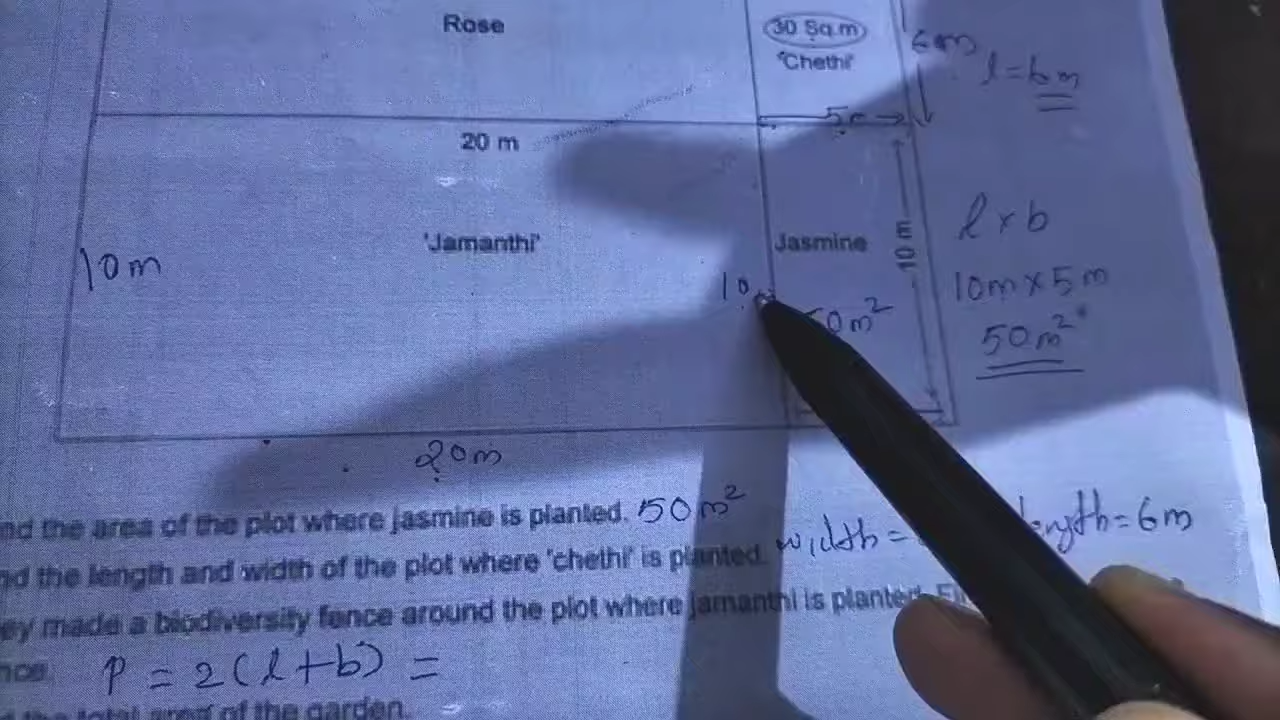 Rose
30 Sq.m
'Chethi'
6m
l = 6m
5m
20 m
'Jamanthi'
10m
Jasmine
10 m
10
50m²
l x b
10m x 5m
50m²
20m
the area of the plot where jasmine is planted. 50m²
the length and width of the plot where 'chethi' is planted. width = length = 6m
made a biodiversity fence around the plot where jamanthi is planted.
P = 2(l+b) =
the total area of the garden.